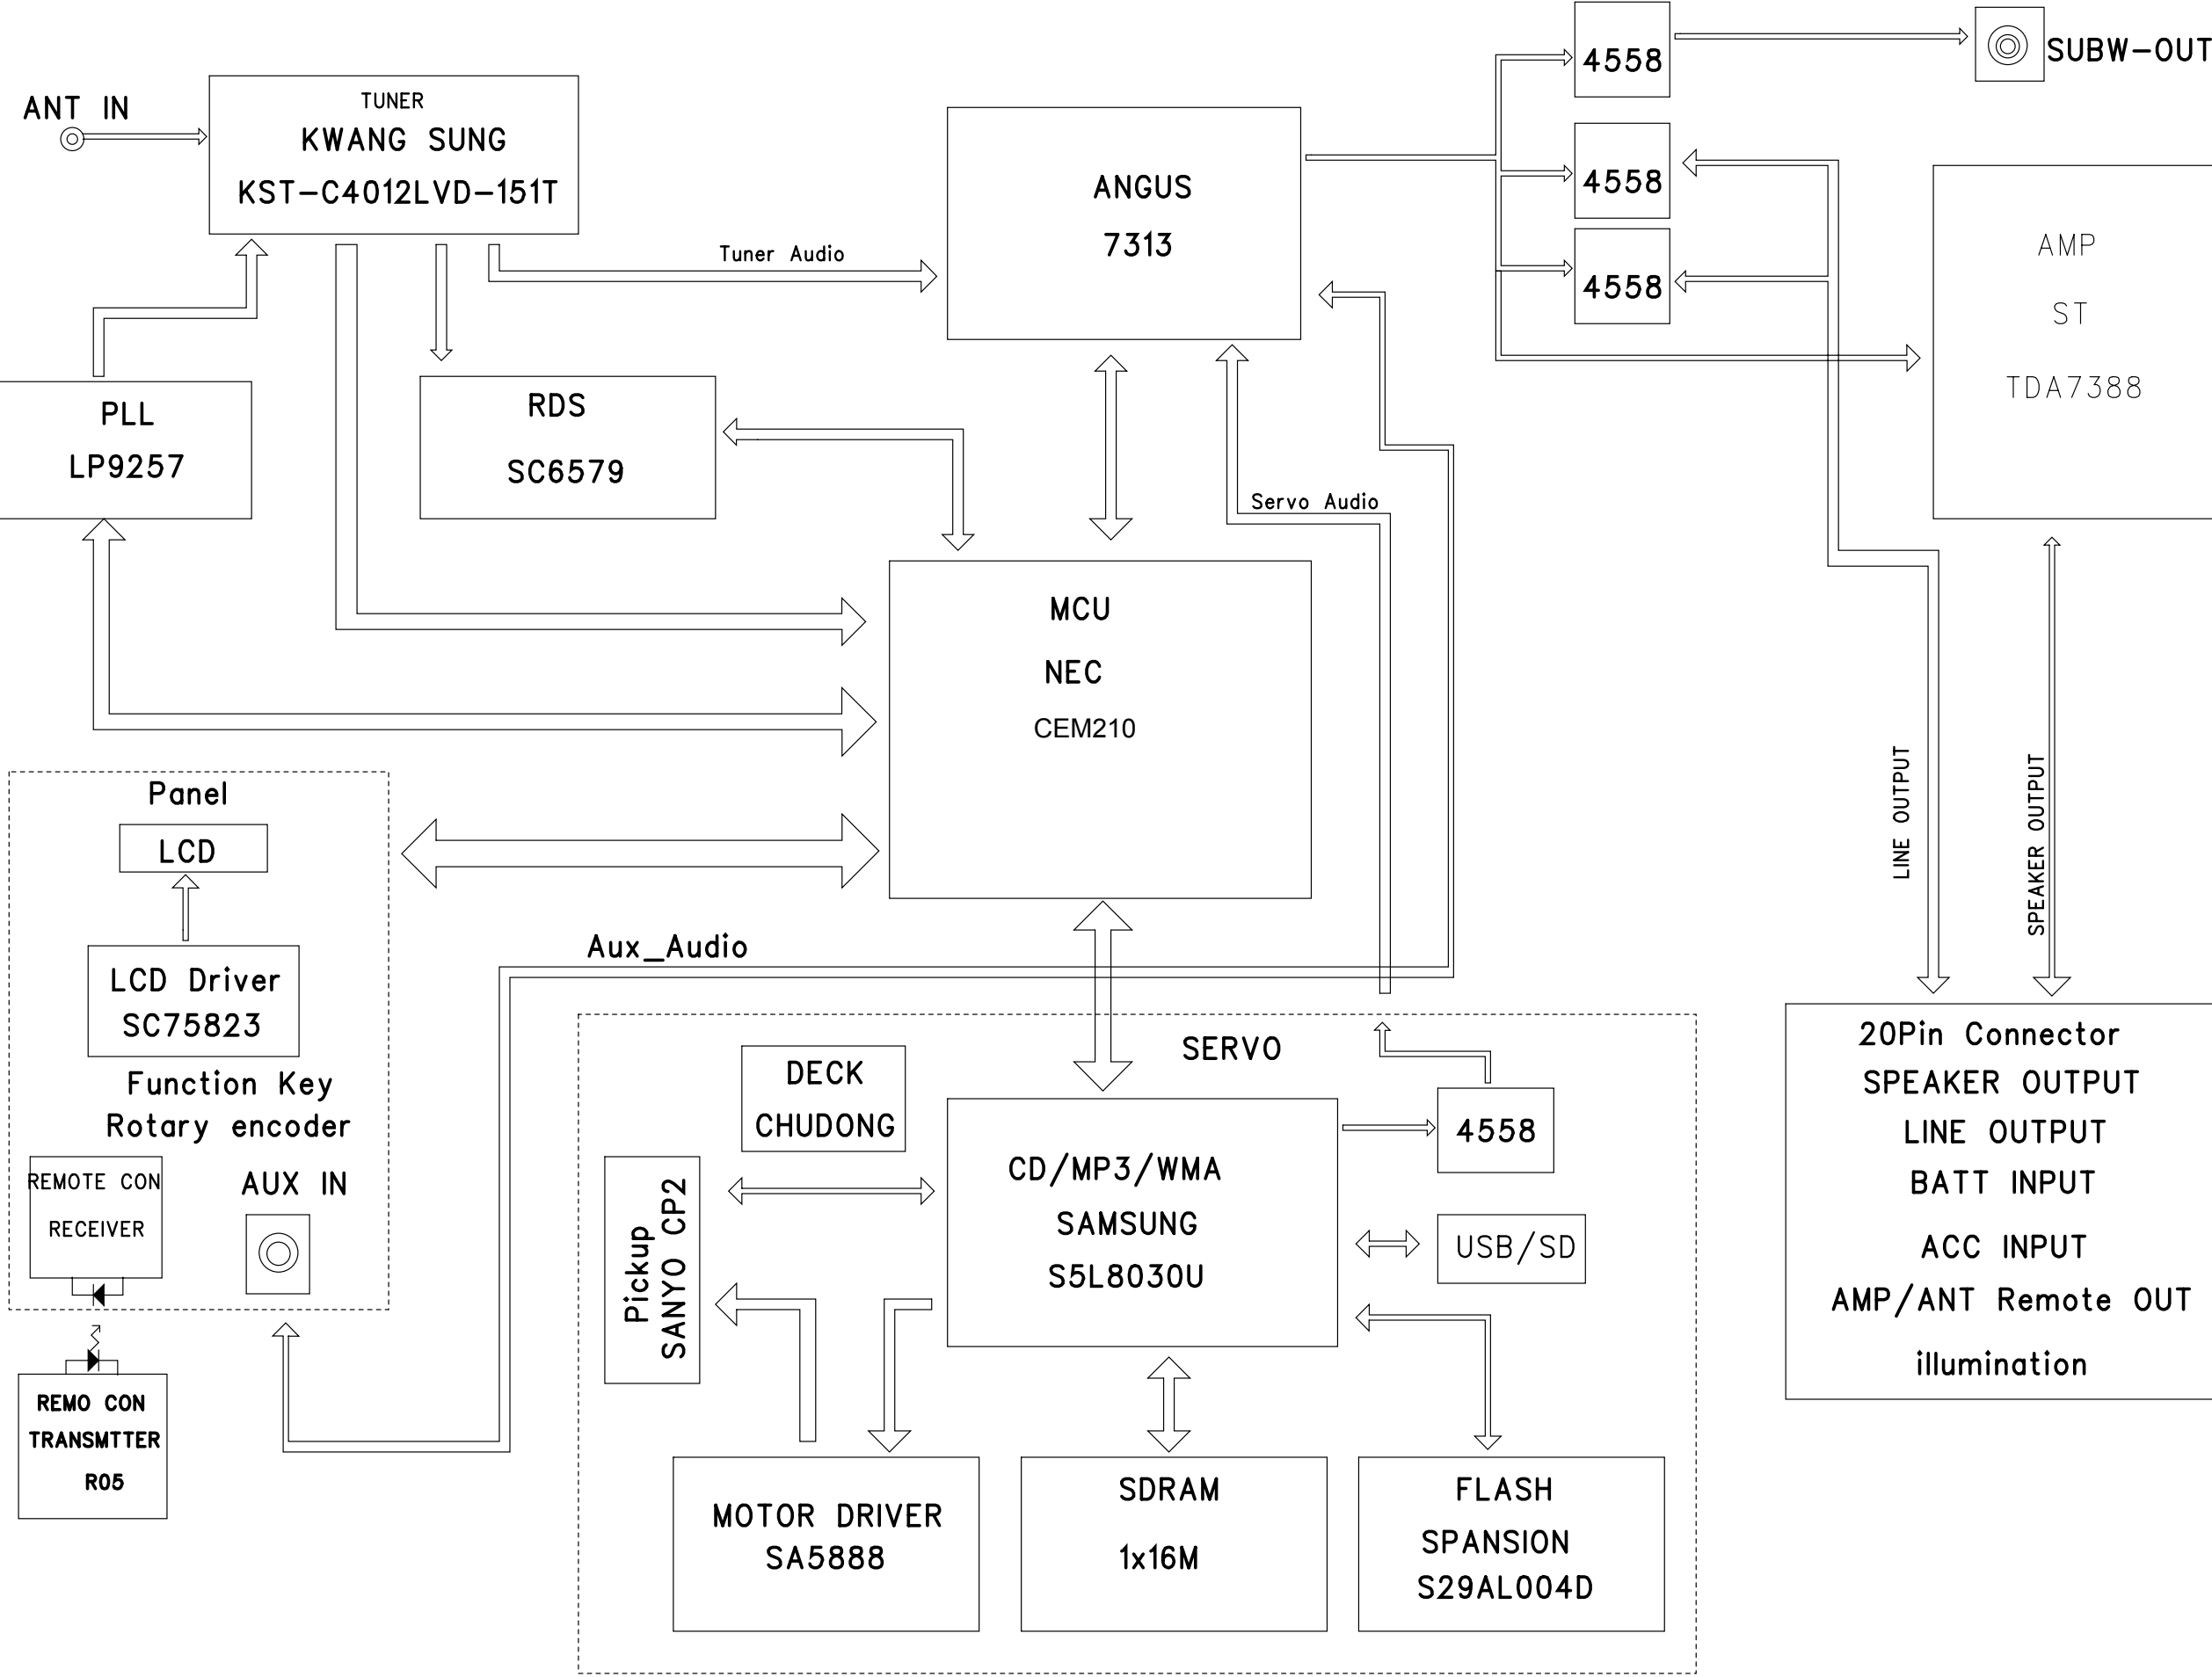 ANT IN
TUNER
KWANG SUNG
KST-C4012LVD-151T
Tuner Audio
ANGUS
7313
4558
4558
4558
SUBW-OUT
AMP
ST
TDA7388
PLL
LP9257
RDS
SC6579
Servo Audio
MCU
NEC
CEM210
LINE OUTPUT
SPEAKER OUTPUT
Panel
LCD
LCD Driver
SC75823
Function Key
Rotary encoder
REMOTE CON
RECEIVER
AUX IN
REMO CON
TRANSMTTER
R05
Aux_Audio
SERVO
DECK
CHUDONG
Pickup
SANYO CP2
CD/MP3/WMA
SAMSUNG
S5L8030U
4558
USB/SD
MOTOR DRIVER
SA5888
SDRAM
1x16M
FLASH
SPANSION
S29AL004D
20Pin Connector
SPEAKER OUTPUT
LINE OUTPUT
BATT INPUT
ACC INPUT
AMP/ANT Remote OUT
illumination